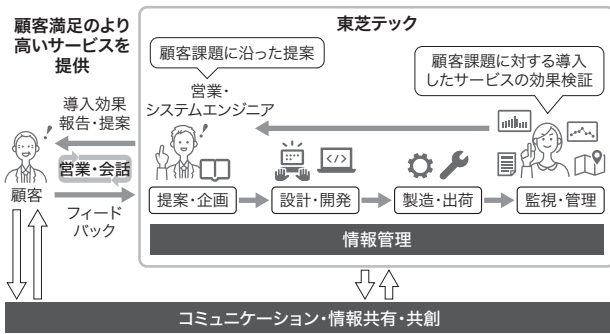 顧客満足のより
高いサービスを
提供
東芝テック
顧客課題に沿った提案
営業・
システムエンジニア
顧客課題に対する導入
したサービスの効果検証
導入効果
報告・提案
営業・会話
顧客
フィード
バック
</>
提案・企画
設計・開発
製造・出荷
監視・管理
情報管理
コミュニケーション・情報共有・共創